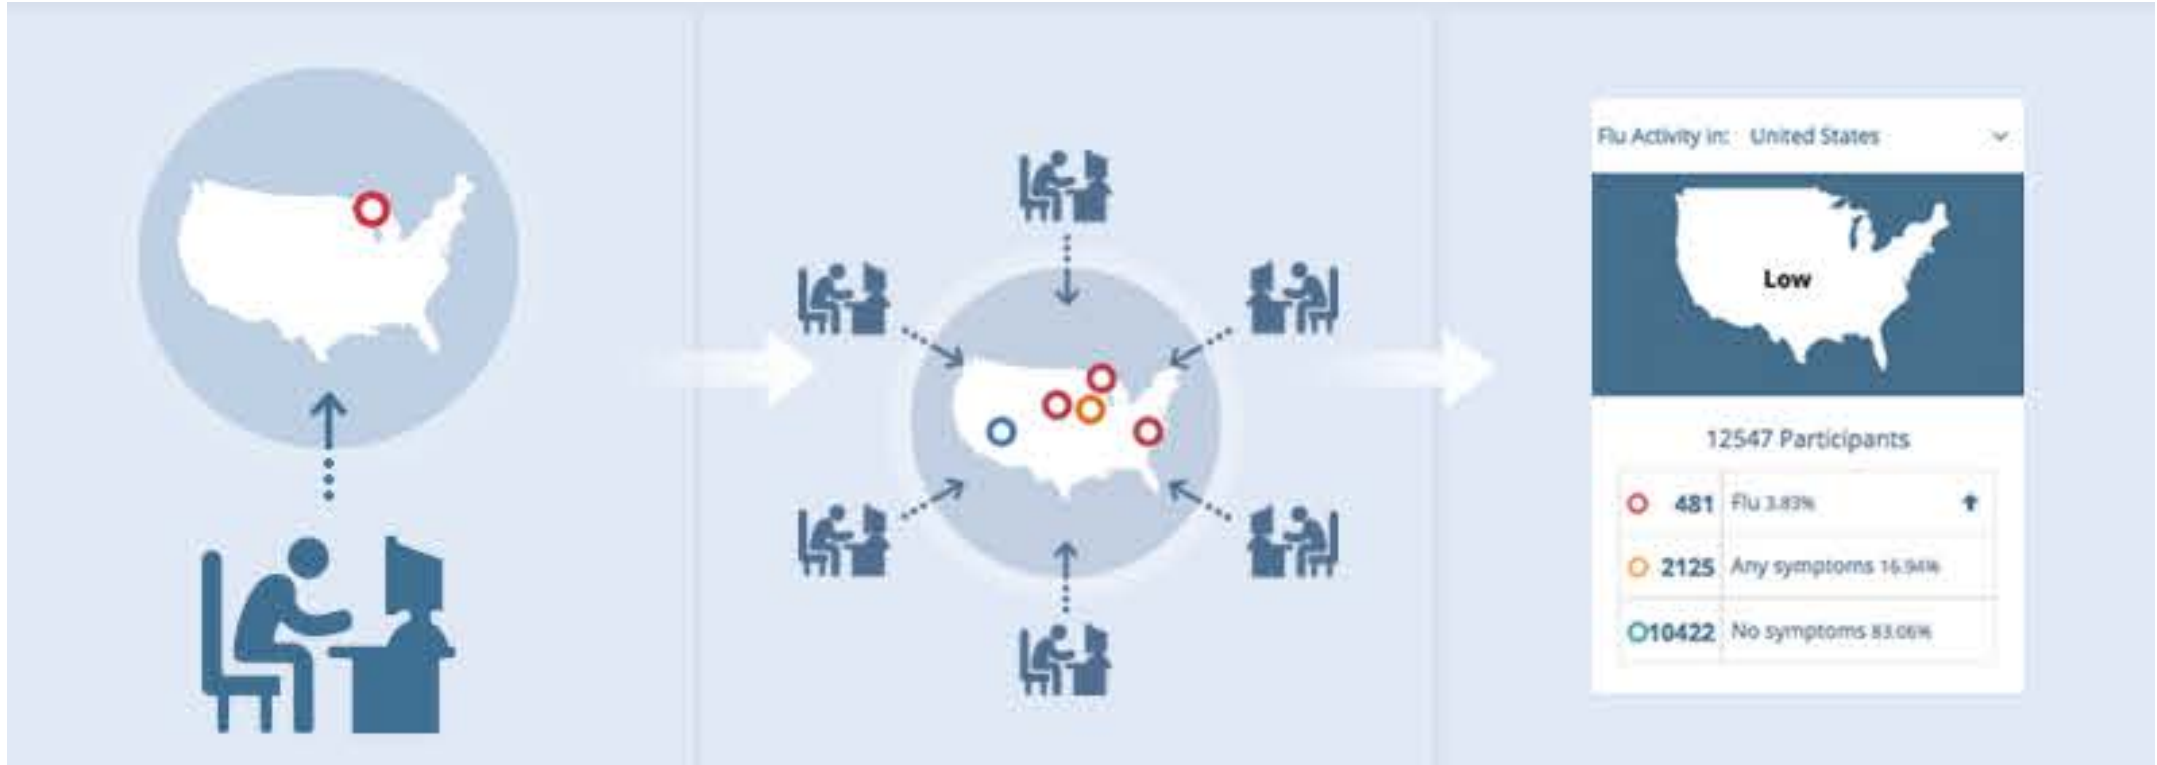 Flu Activity in: United States
Low
12547 Participants
481 Flu 3.83%
2125 Any symptoms 16.94%
10422 No symptoms 83.06%